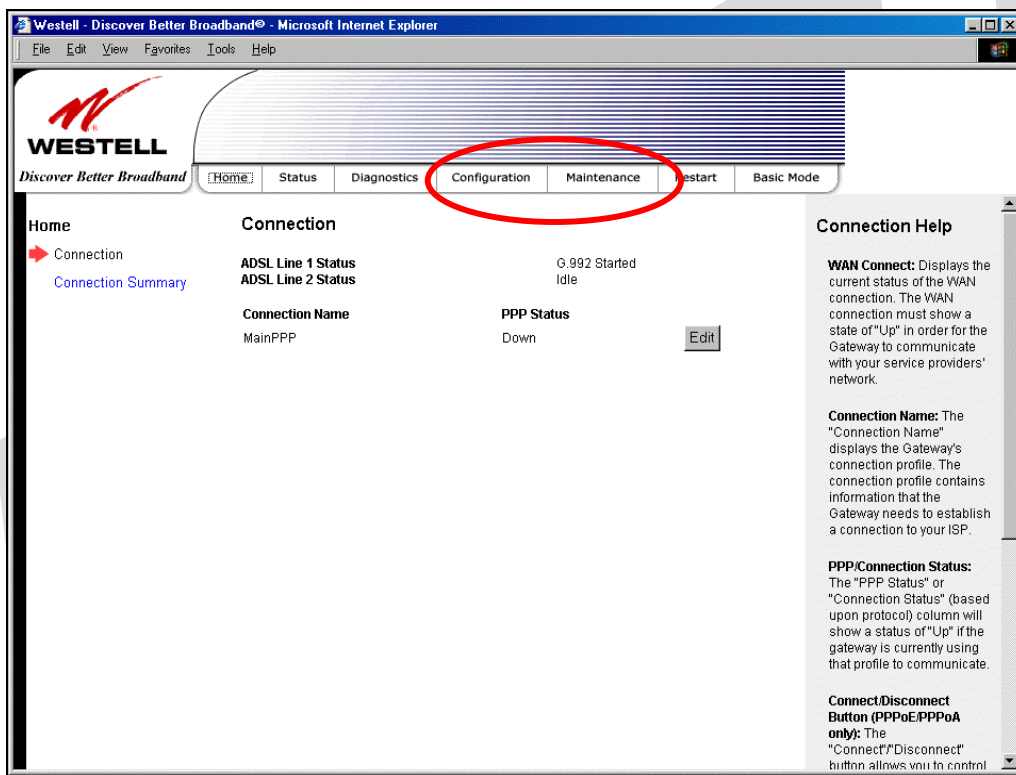 Westell - Discover Better Broadband® - Microsoft Internet Explorer
File Edit View Favorites Tools Help
WESTELL
Discover Better Broadband
Home Status Diagnostics Configuration Maintenance Restart Basic Mode
Home
Connection
Connection Summary
Connection
ADSL Line 1 Status G.992 Started
ADSL Line 2 Status Idle
Connection Name PPP Status
MainPPP Down Edit
Connection Help
WAN Connect: Displays the
current status of the WAN
connection. The WAN
connection must show a
state of "Up" in order for the
Gateway to communicate
with your service providers'
network.
Connection Name: The
"Connection Name"
displays the Gateway's
connection profile. The
connection profile contains
information that the
Gateway needs to establish
a connection to your ISP.
PPP/Connection Status:
The "PPP Status" or
"Connection Status" (based
upon protocol) column will
show a status of "Up" if the
gateway is currently using
that profile to communicate.
Connect/Disconnect
Button (PPPoE/PPPoA
only): The
"Connect"/"Disconnect"
button allows you to control